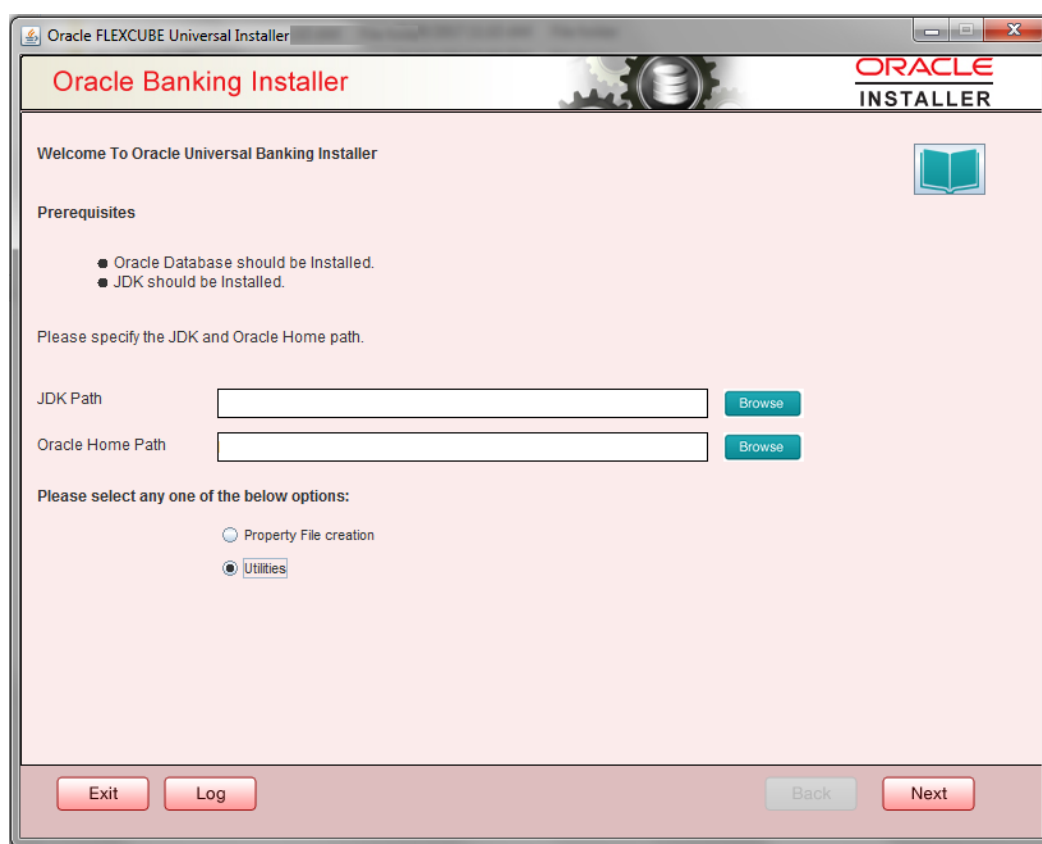 Oracle FLEXCUBE Universal Installer
Oracle Banking Installer
ORACLE
INSTALLER
Welcome To Oracle Universal Banking Installer
Prerequisites
Oracle Database should be Installed.
JDK should be Installed.
Please specify the JDK and Oracle Home path.
JDK Path
Browse
Oracle Home Path
Browse
Please select any one of the below options:
Property File creation
Utilities
Exit Log Back Next